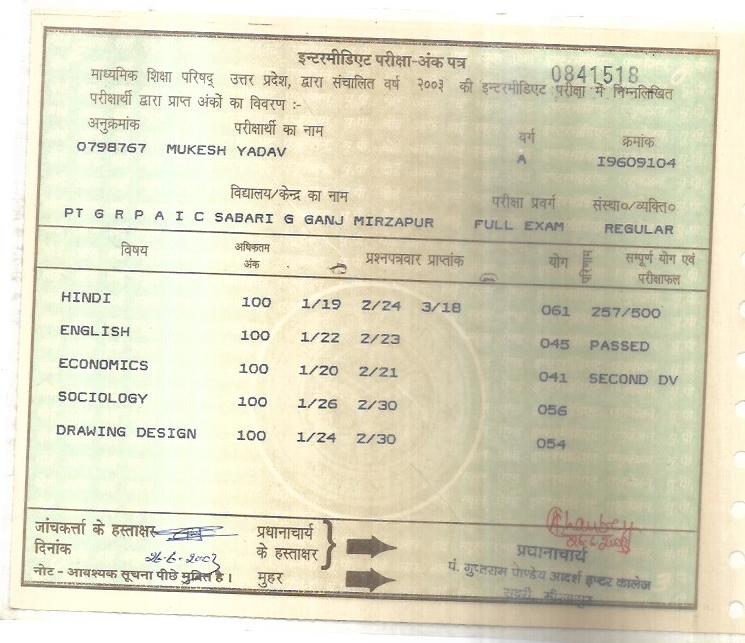 इन्टरमीडिएट परीक्षा-अंक पत्र
0841518
माध्यमिक शिक्षा परिषद् उत्तर प्रदेश, द्वारा संचालित वर्ष २००३ की इन्टरमीडिएट परीक्षा में निम्नलिखित
परीक्षार्थी द्वारा प्राप्त अंकों का विवरण :-
अनुक्रमांक परीक्षार्थी का नाम वर्ग क्रमांक
0798767 MUKESH YADAV A I9609104
विद्यालय/केन्द्र का नाम परीक्षा प्रवर्ग संस्था०/व्यक्ति०
PT G R P A I C SABARI G GANJ MIRZAPUR FULL EXAM REGULAR
विषय अधिकतम अंक प्रश्नपत्रवार प्राप्तांक योग परिणाम सम्पूर्ण योग एवं परीक्षाफल
HINDI 100 1/19 2/24 3/18 061 257/500
ENGLISH 100 1/22 2/23 045 PASSED
ECONOMICS 100 1/20 2/21 041 SECOND DV
SOCIOLOGY 100 1/26 2/30 056
DRAWING DESIGN 100 1/24 2/30 054
जांचकर्त्ता के हस्ताक्षर प्रधानाचार्य
दिनांक 26-6-2003 के हस्ताक्षर प्रधानाचार्य
नोट - आवश्यक सूचना पीछे मुद्रित है। मुहर पं. गुप्तराम पाण्डेय आदर्श इण्टर कालेज